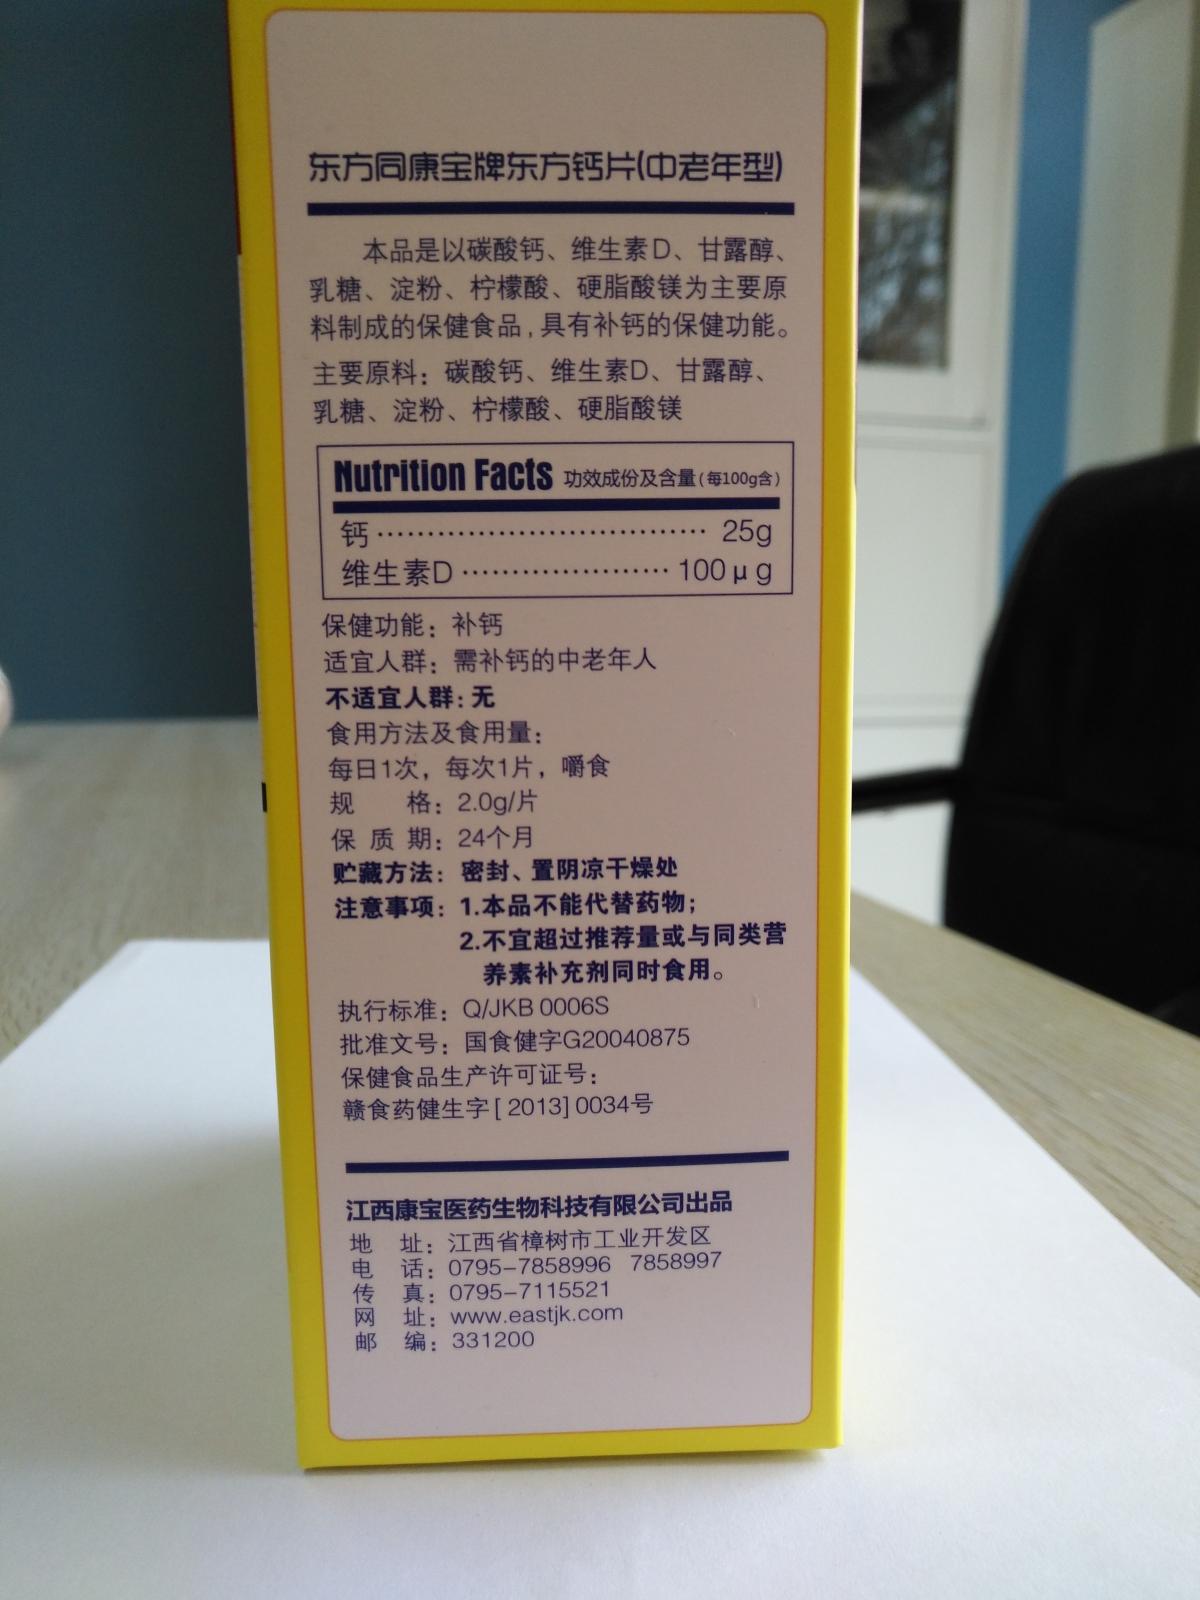 东方同康宝牌东方钙片(中老年型)
本品是以碳酸钙、维生素D、甘露醇、
乳糖、淀粉、柠檬酸、硬脂酸镁为主要原
料制成的保健食品,具有补钙的保健功能。
主要原料：碳酸钙、维生素D、甘露醇、
乳糖、淀粉、柠檬酸、硬脂酸镁
Nutrition Facts 功效成份及含量(每100g含)
钙································ 25g
维生素D····················· 100μg
保健功能：补钙
适宜人群：需补钙的中老年人
不适宜人群：无
食用方法及食用量：
每日1次，每次1片，嚼食
规 格：2.0g/片
保 质 期：24个月
贮藏方法：密封、置阴凉干燥处
注意事项：1.本品不能代替药物；
2.不宜超过推荐量或与同类营
养素补充剂同时食用。
执行标准：Q/JKB 0006S
批准文号：国食健字G20040875
保健食品生产许可证号：
赣食药健生字[2013]0034号
江西康宝医药生物科技有限公司出品
地 址：江西省樟树市工业开发区
电 话：0795-7858996 7858997
传 真：0795-7115521
网 址：www.eastjk.com
邮 编：331200